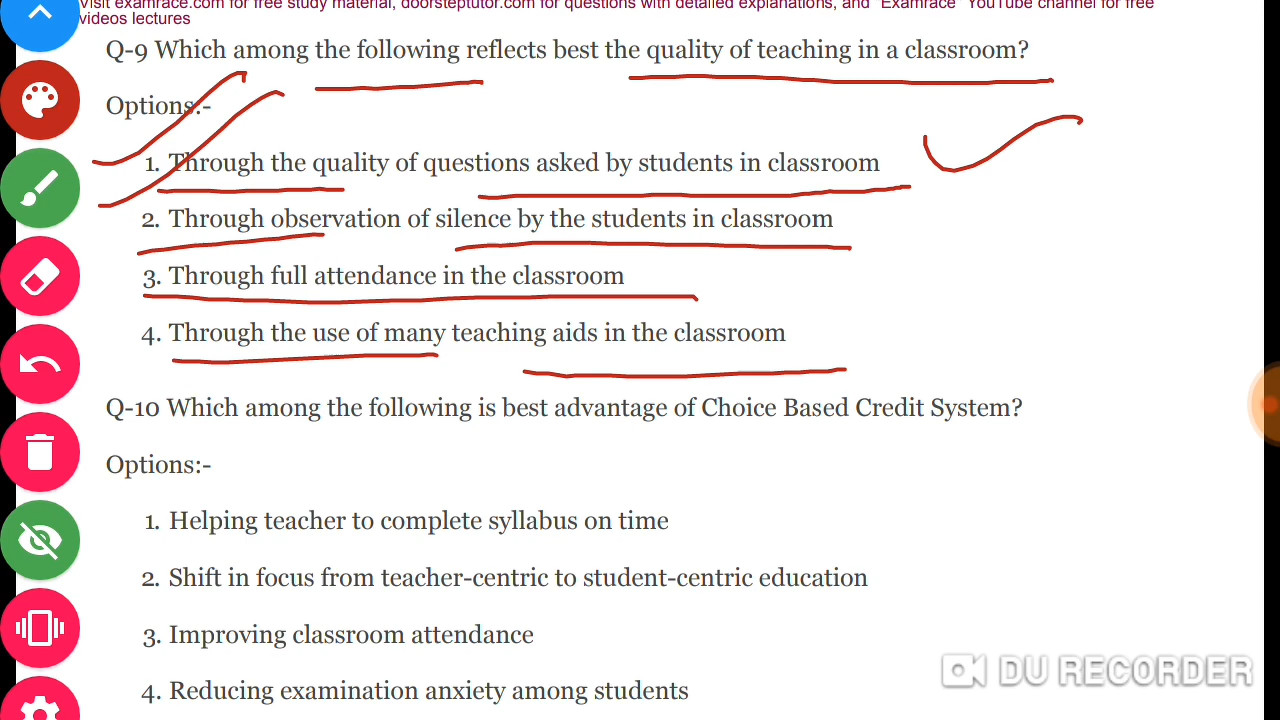 Visit examrace.com for free study material, doorsteptutor.com for questions with detailed explanations, and "Examrace" YouTube channel for free
videos lectures
Q-9 Which among the following reflects best the quality of teaching in a classroom?
Options:-
1. Through the quality of questions asked by students in classroom
2. Through observation of silence by the students in classroom
3. Through full attendance in the classroom
4. Through the use of many teaching aids in the classroom
Q-10 Which among the following is best advantage of Choice Based Credit System?
Options:-
1. Helping teacher to complete syllabus on time
2. Shift in focus from teacher-centric to student-centric education
3. Improving classroom attendance
4. Reducing examination anxiety among students
DU RECORDER